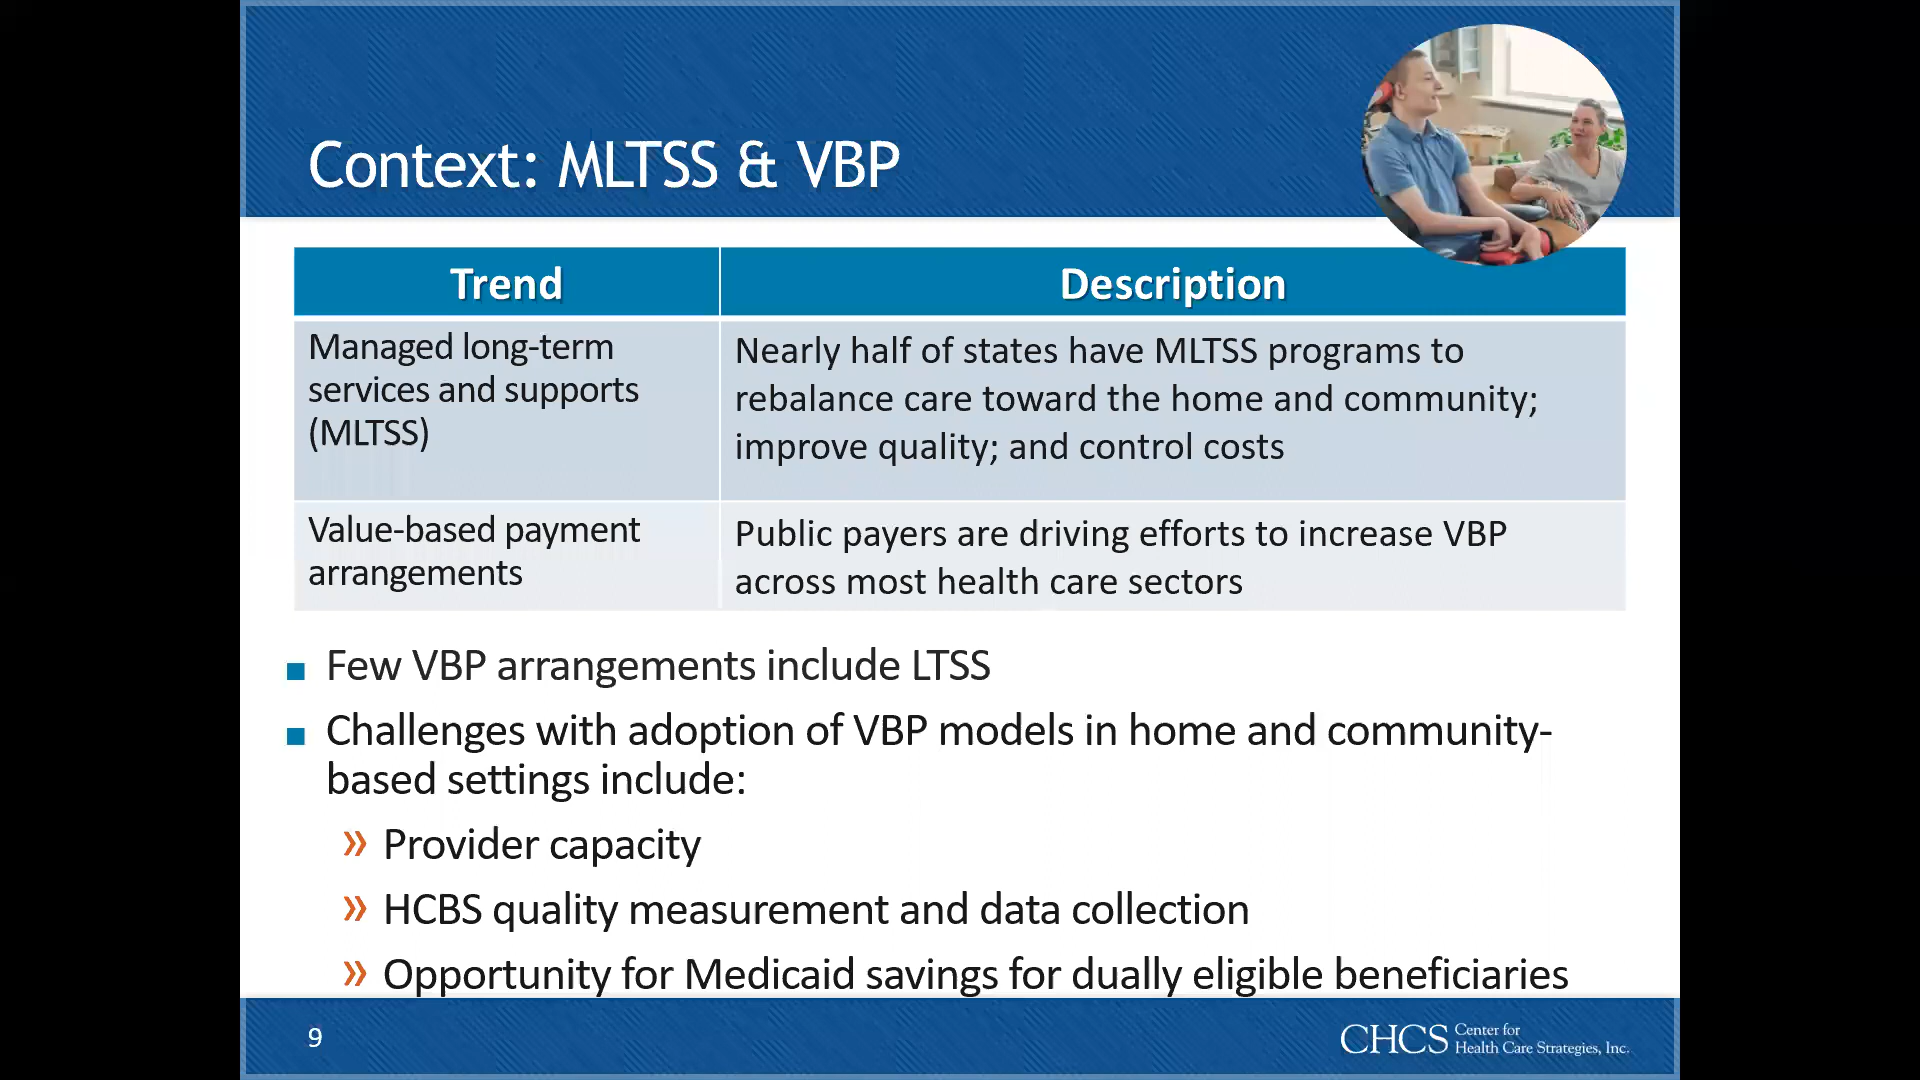 Context: MLTSS & VBP
Trend
Description
Managed long-term
services and supports
(MLTSS)
Nearly half of states have MLTSS programs to
rebalance care toward the home and community;
improve quality; and control costs
Value-based payment
arrangements
Public payers are driving efforts to increase VBP
across most health care sectors
■ Few VBP arrangements include LTSS
■ Challenges with adoption of VBP models in home and community-
based settings include:
» Provider capacity
» HCBS quality measurement and data collection
» Opportunity for Medicaid savings for dually eligible beneficiaries
9
CHCS Center for
Health Care Strategies, Inc.